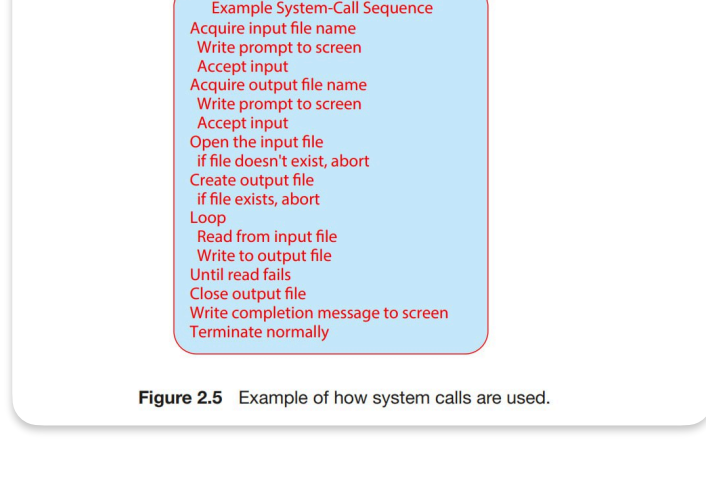 Example System-Call Sequence
Acquire input file name
Write prompt to screen
Accept input
Acquire output file name
Write prompt to screen
Accept input
Open the input file
if file doesn't exist, abort
Create output file
if file exists, abort
Loop
Read from input file
Write to output file
Until read fails
Close output file
Write completion message to screen
Terminate normally
Figure 2.5 Example of how system calls are used.